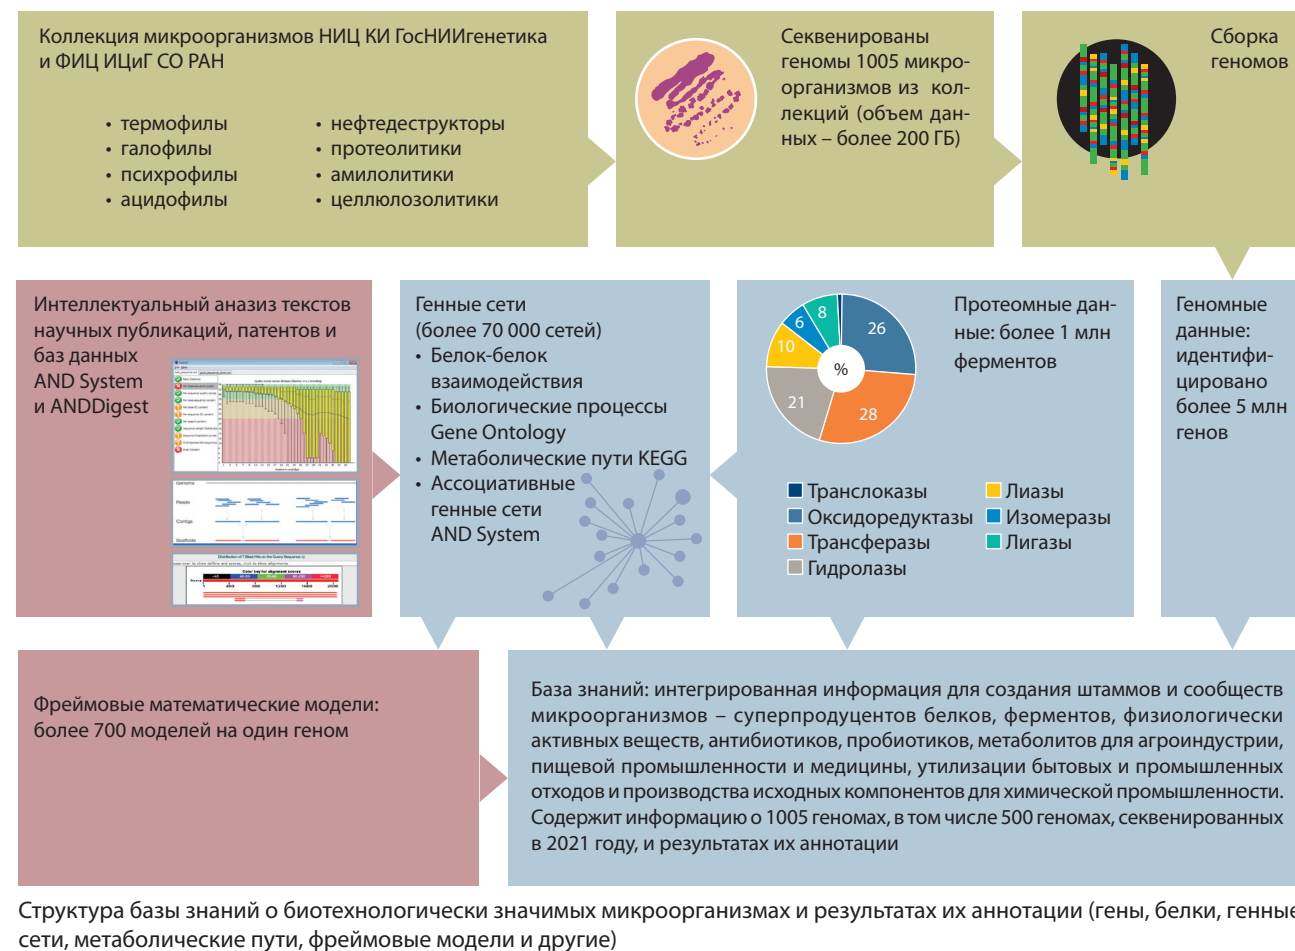 Коллекция микроорганизмов НИЦ КИ ГосНИИгенетика
и ФИЦ ИЦиГ СО РАН
• термофилы
• галофилы
• психрофилы
• ацидофилы
• нефтедеструкторы
• протеолитики
• амилолитики
• целлюлозолитики
Секвенированы
геномы 1005 микро-
организмов из кол-
лекций (объем дан-
ных – более 200 ГБ)
Сборка
геномов
Интеллектуальный аназиз текстов
научных публикаций, патентов и
баз данных
AND System
и ANDDigest
Genome
Reads
Contigs
Scaffolds
Генные сети
(более 70 000 сетей)
• Белок-белок
взаимодействия
• Биологические процессы
Gene Ontology
• Метаболические пути KEGG
• Ассоциативные
генные сети
AND System
26
28
21
10
6
8
%
Протеомные дан-
ные: более 1 млн
ферментов
Транслоказы
Оксидоредуктазы
Трансферазы
Гидролазы
Лиазы
Изомеразы
Лигазы
Геномные
данные:
идентифи-
цировано
более 5 млн
генов
Фреймовые математические модели:
более 700 моделей на один геном
База знаний: интегрированная информация для создания штаммов и сообществ
микроорганизмов – суперпродуцентов белков, ферментов, физиологически
активных веществ, антибиотиков, пробиотиков, метаболитов для агроиндустрии,
пищевой промышленности и медицины, утилизации бытовых и промышленных
отходов и производства исходных компонентов для химической промышленности.
Содержит информацию о 1005 геномах, в том числе 500 геномах, секвенированных
в 2021 году, и результатах их аннотации
Структура базы знаний о биотехнологически значимых микроорганизмах и результатах их аннотации (гены, белки, генные
сети, метаболические пути, фреймовые модели и другие)